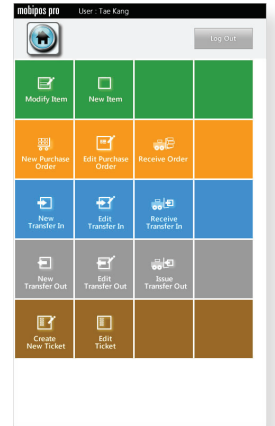 mobipos pro User : Tae Kang
Log Out
Modify Item
New Item
New Purchase
Order
Edit Purchase
Order
Receive Order
New
Transfer In
Edit
Transfer In
Receive
Transfer In
New
Transfer Out
Edit
Transfer Out
Issue
Transfer Out
Create
New Ticket
Edit
Ticket